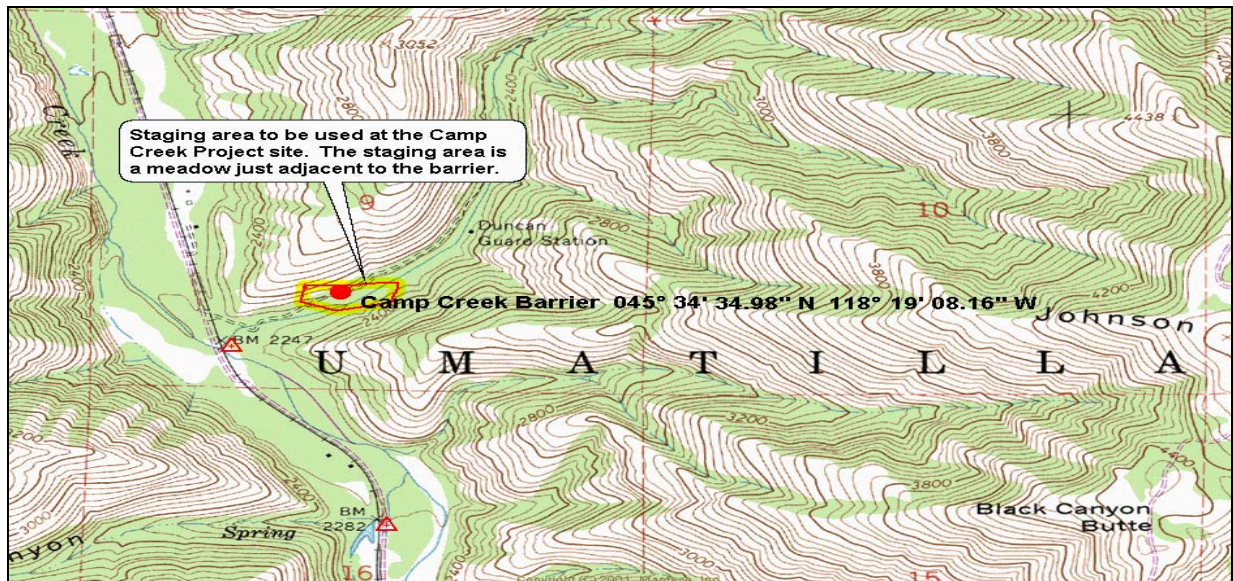 3052
2400
2800
3000
4438
Creek
Staging area to be used at the Camp
Creek Project site. The staging area is
a meadow just adjacent to the barrier.
9
10
2400
Duncan
Guard Station
2800
3800
4200
Camp Creek Barrier 045° 34' 34.98" N 118° 19' 08.16" W
Johnson
BM 2247
UMATILLA
2800
3200
3200
4400
3800
Black Canyon
Butte
BM
2282
Spring
3000
nyon
16
15